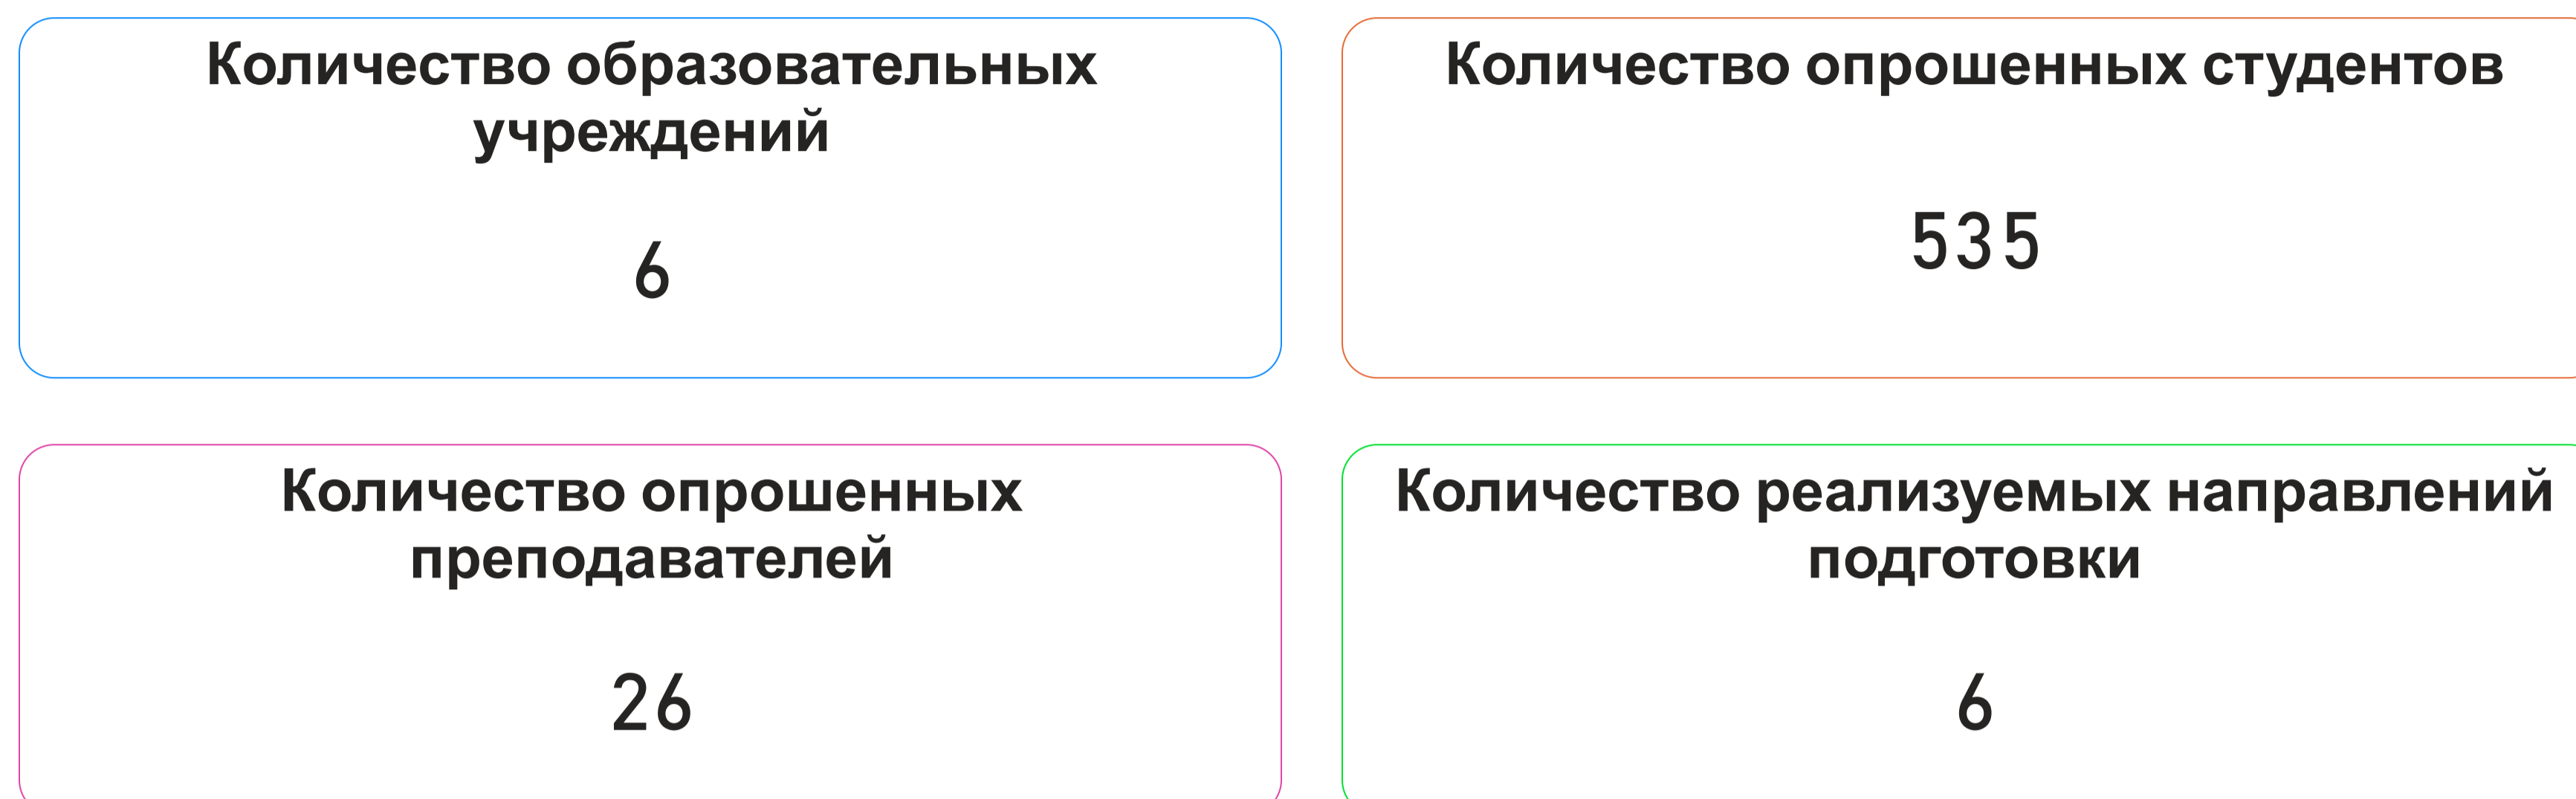 Количество образовательных
учреждений
6
Количество опрошенных студентов
535
Количество опрошенных
преподавателей
26
Количество реализуемых направлений
подготовки
6